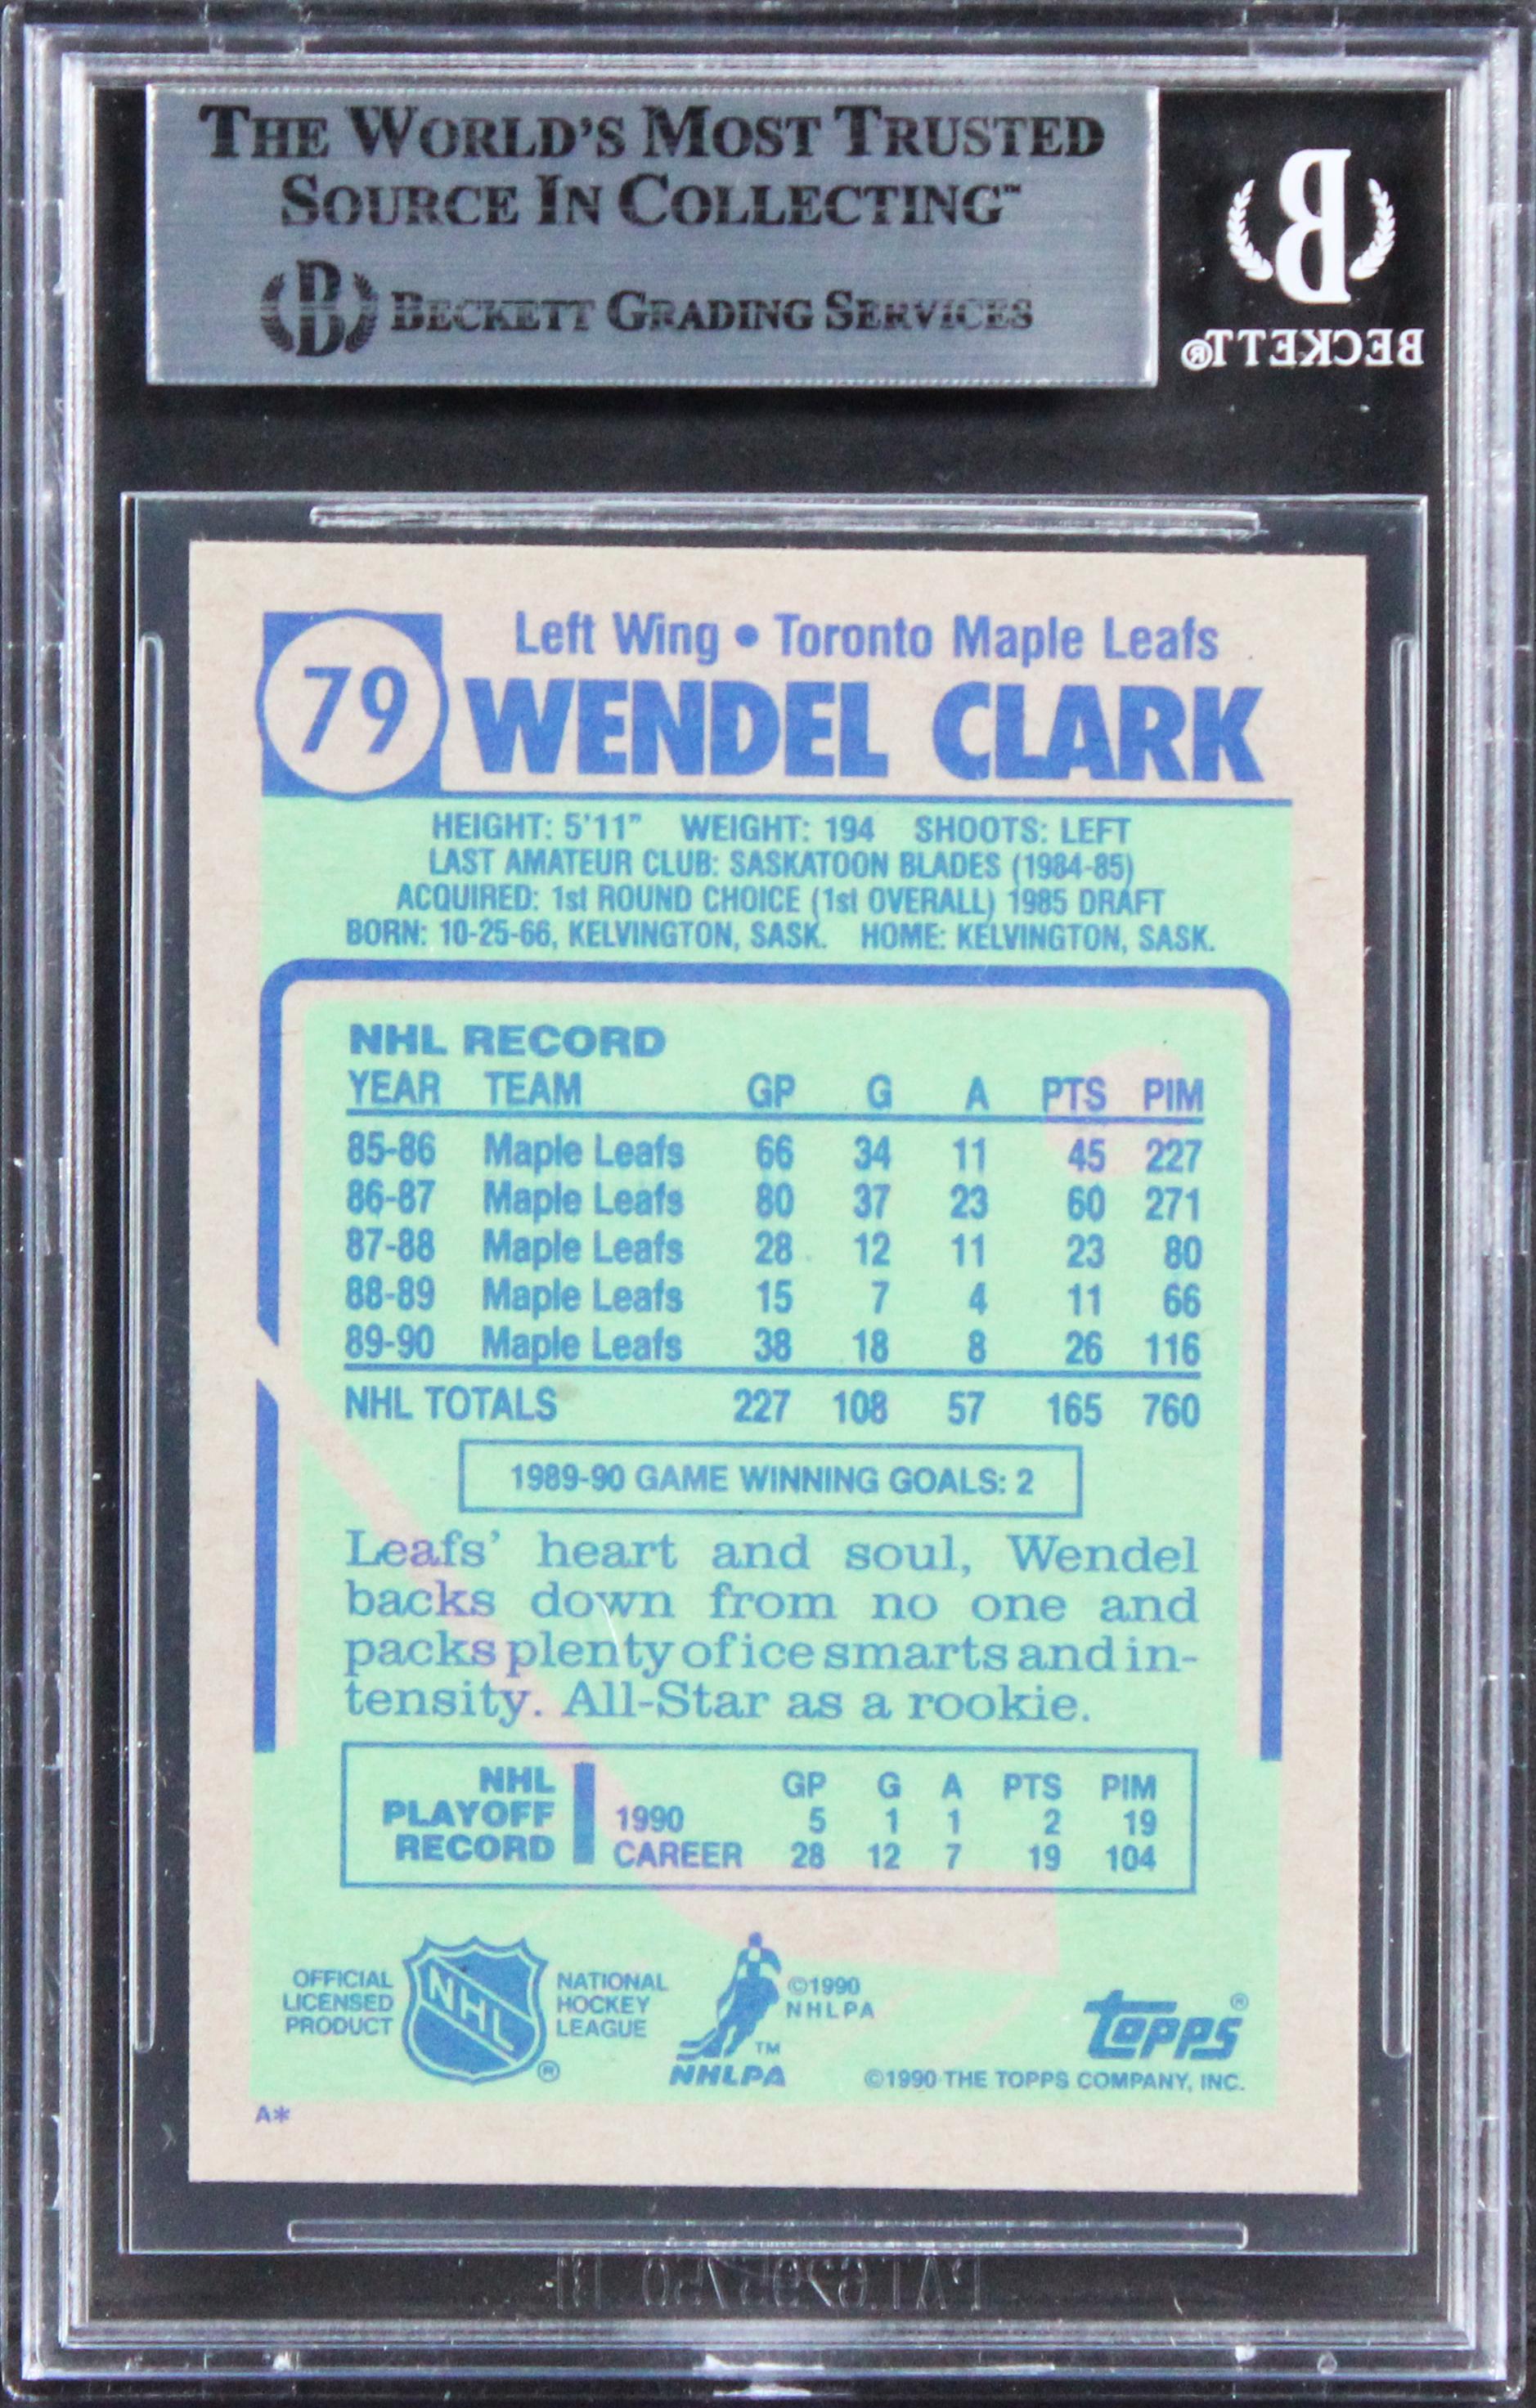 THE WORLD'S MOST TRUSTED
SOURCE IN COLLECTING™
B BECKETT GRADING SERVICES
B
BECKETT®
79
Left Wing • Toronto Maple Leafs
WENDEL CLARK
HEIGHT: 5'11" WEIGHT: 194 SHOOTS: LEFT
LAST AMATEUR CLUB: SASKATOON BLADES (1984-85)
ACQUIRED: 1st ROUND CHOICE (1st OVERALL) 1985 DRAFT
BORN: 10-25-66, KELVINGTON, SASK. HOME: KELVINGTON, SASK.
NHL RECORD
YEAR TEAM GP G A PTS PIM
85-86 Maple Leafs 66 34 11 45 227
86-87 Maple Leafs 80 37 23 60 271
87-88 Maple Leafs 28 12 11 23 80
88-89 Maple Leafs 15 7 4 11 66
89-90 Maple Leafs 38 18 8 26 116
NHL TOTALS 227 108 57 165 760
1989-90 GAME WINNING GOALS: 2
Leafs' heart and soul, Wendel
backs down from no one and
packs plenty of ice smarts and in-
tensity. All-Star as a rookie.
NHL PLAYOFF RECORD
GP G A PTS PIM
1990 5 1 1 2 19
CAREER 28 12 7 19 104
OFFICIAL
LICENSED
PRODUCT
NHL
®
NATIONAL
HOCKEY
LEAGUE
TM
NHLPA
©1990
NHLPA
topps®
©1990 THE TOPPS COMPANY, INC.
A*